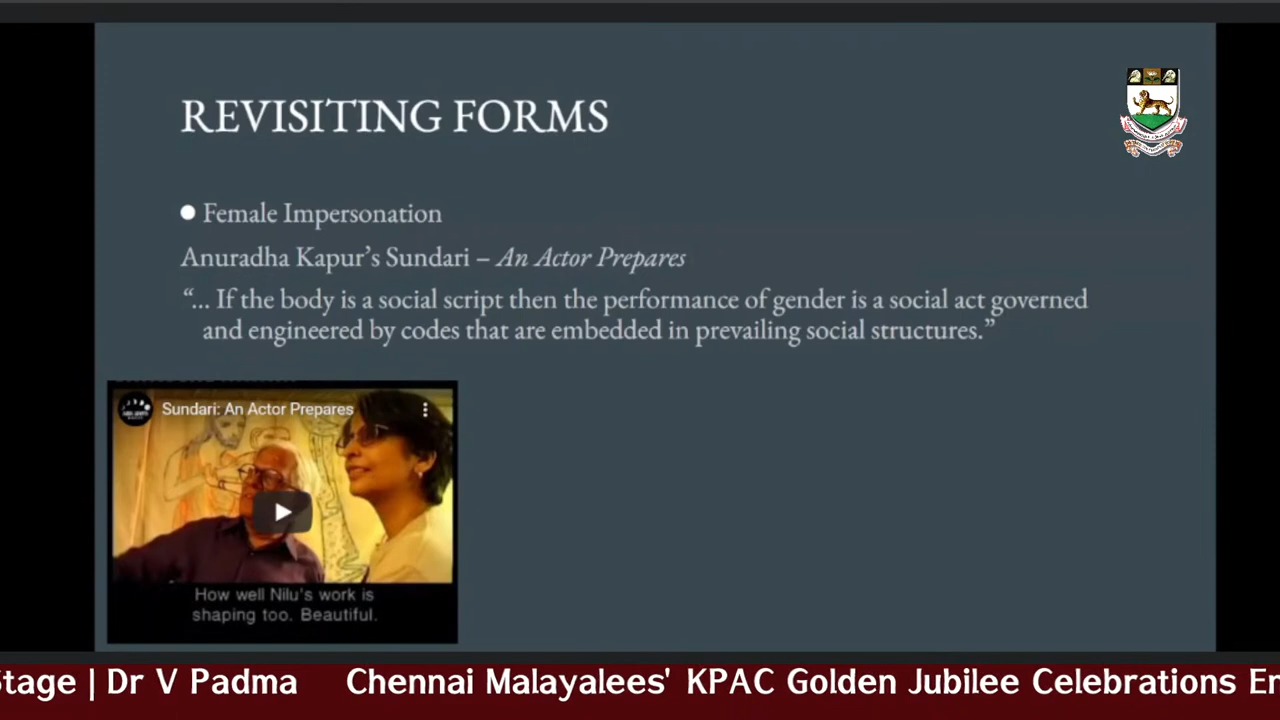 REVISITING FORMS
● Female Impersonation
Anuradha Kapur’s Sundari – An Actor Prepares
“... If the body is a social script then the performance of gender is a social act governed
and engineered by codes that are embedded in prevailing social structures.”
Sundari: An Actor Prepares
How well Nilu's work is
shaping too. Beautiful.
Stage | Dr V Padma Chennai Malayalees' KPAC Golden Jubilee Celebrations En